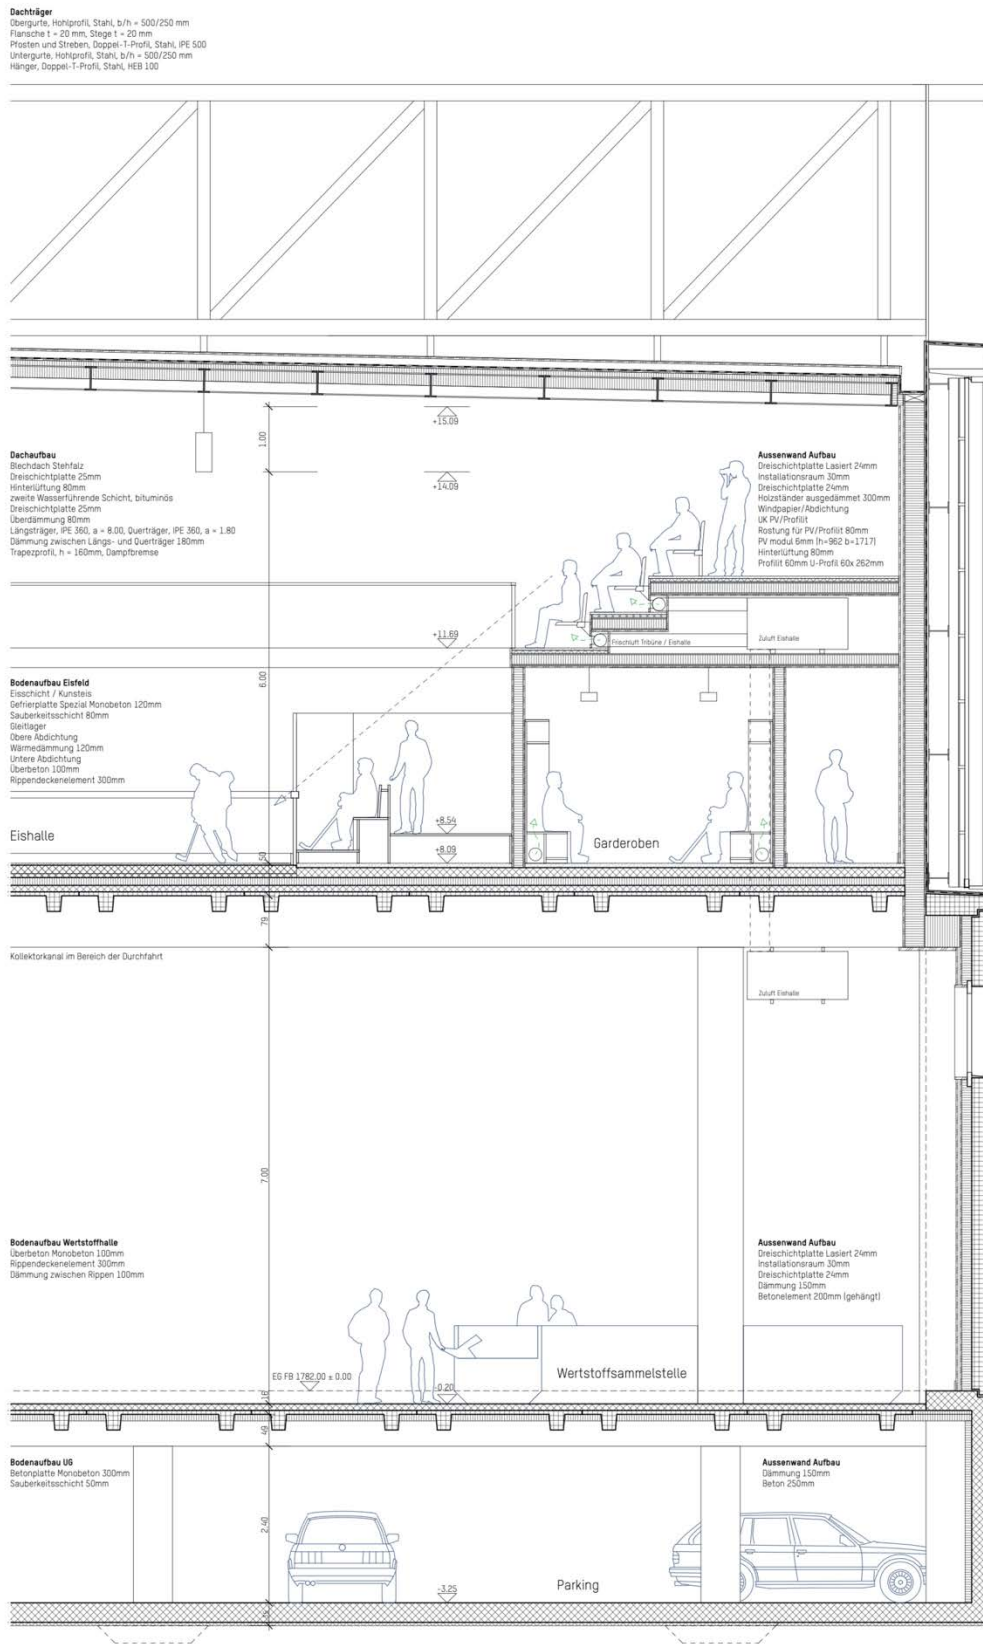 Dachträger
Obergurte, Hohlprofil, Stahl, b/h = 500/250 mm
Flansche t = 20 mm, Stege t = 20 mm
Pfosten und Streben, Doppel-T-Profil, Stahl, IPE 500
Untergurte, Hohlprofil, Stahl, b/h = 500/250 mm
Hänger, Doppel-T-Profil, Stahl, HEB 100
1.00
+15.09
+14.09
Dachaufbau
Blechdach Stehfalz
Dreischichtplatte 25mm
Hinterlüftung 80mm
zweite Wasserführende Schicht, bituminös
Dreischichtplatte 25mm
Überdämmung 80mm
Längsträger, IPE 360, a = 8.00, Querträger, IPE 360, a = 1.80
Dämmung zwischen Längs- und Querträger 180mm
Trapezprofil, h = 160mm, Dampfbremse
Aussenwand Aufbau
Dreischichtplatte Lasiert 24mm
Installationsraum 30mm
Dreischichtplatte 24mm
Holzständer ausgedämmet 300mm
Windpapier/Abdichtung
UK PV/Profilit
Rostung für PV/Profilit 80mm
PV modul 6mm (h=962 b=1717)
Hinterlüftung 80mm
Profilit 60mm U-Profil 60x 262mm
+11.69
Frischluft Tribüne / Eishalle
Zuluft Eishalle
6.00
Bodenaufbau Eisfeld
Eisschicht / Kunsteis
Gefrierplatte Spezial Monobeton 120mm
Sauberkeitsschicht 80mm
Gleitlager
Obere Abdichtung
Wärmedämmung 120mm
Untere Abdichtung
Überbeton 100mm
Rippendeckenelement 300mm
+8.54
Eishalle
Garderoben
+8.09
50
79
Kollektorkanal im Bereich der Durchfahrt
Zuluft Eishalle
7.00
Bodenaufbau Wertstoffhalle
Überbeton Monobeton 100mm
Rippendeckenelement 300mm
Dämmung zwischen Rippen 100mm
Aussenwand Aufbau
Dreischichtplatte Lasiert 24mm
Installationsraum 30mm
Dreischichtplatte 24mm
Dämmung 150mm
Betonelement 200mm (gehängt)
EG FB 1782.00 ± 0.00
-0.20
Wertstoffsammelstelle
16
49
Bodenaufbau UG
Betonplatte Monobeton 300mm
Sauberkeitsschicht 50mm
Aussenwand Aufbau
Dämmung 150mm
Beton 250mm
2.40
-3.25
Parking